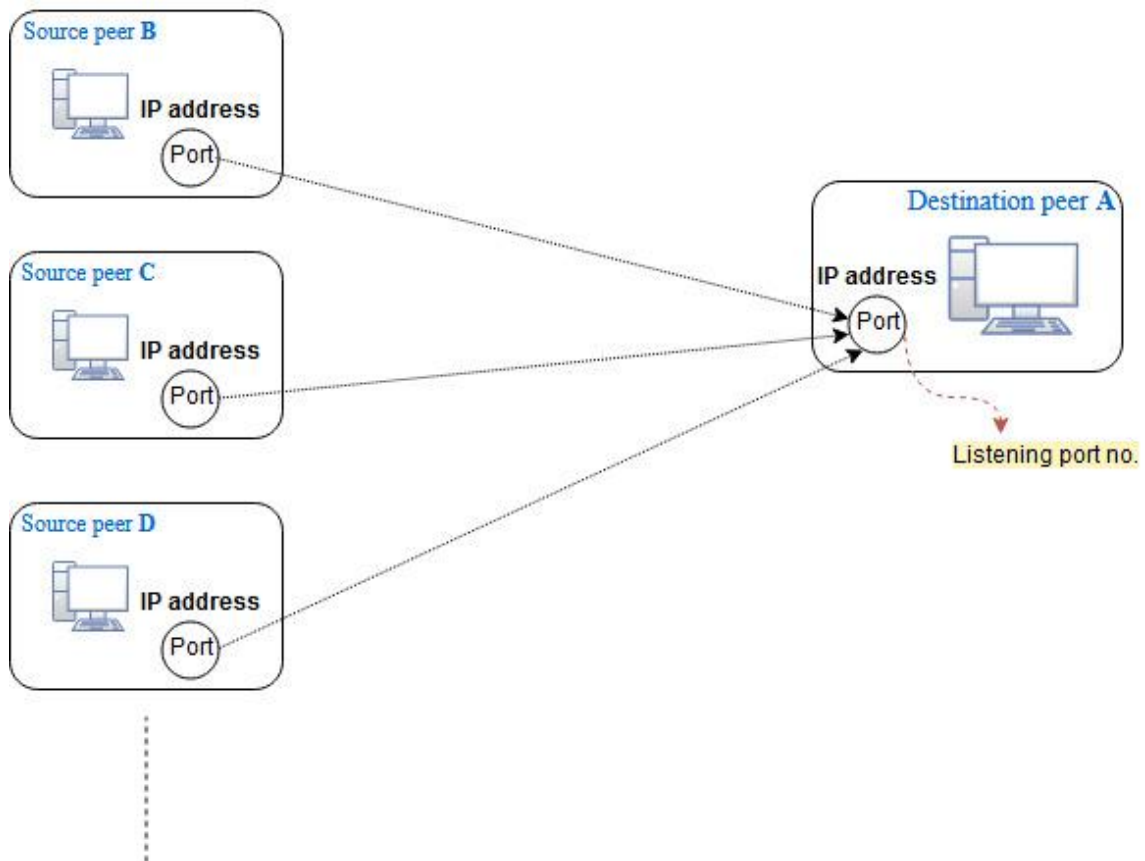 Source peer B
IP address
Port
Source peer C
IP address
Port
Source peer D
IP address
Port
Destination peer A
IP address
Port
Listening port no.